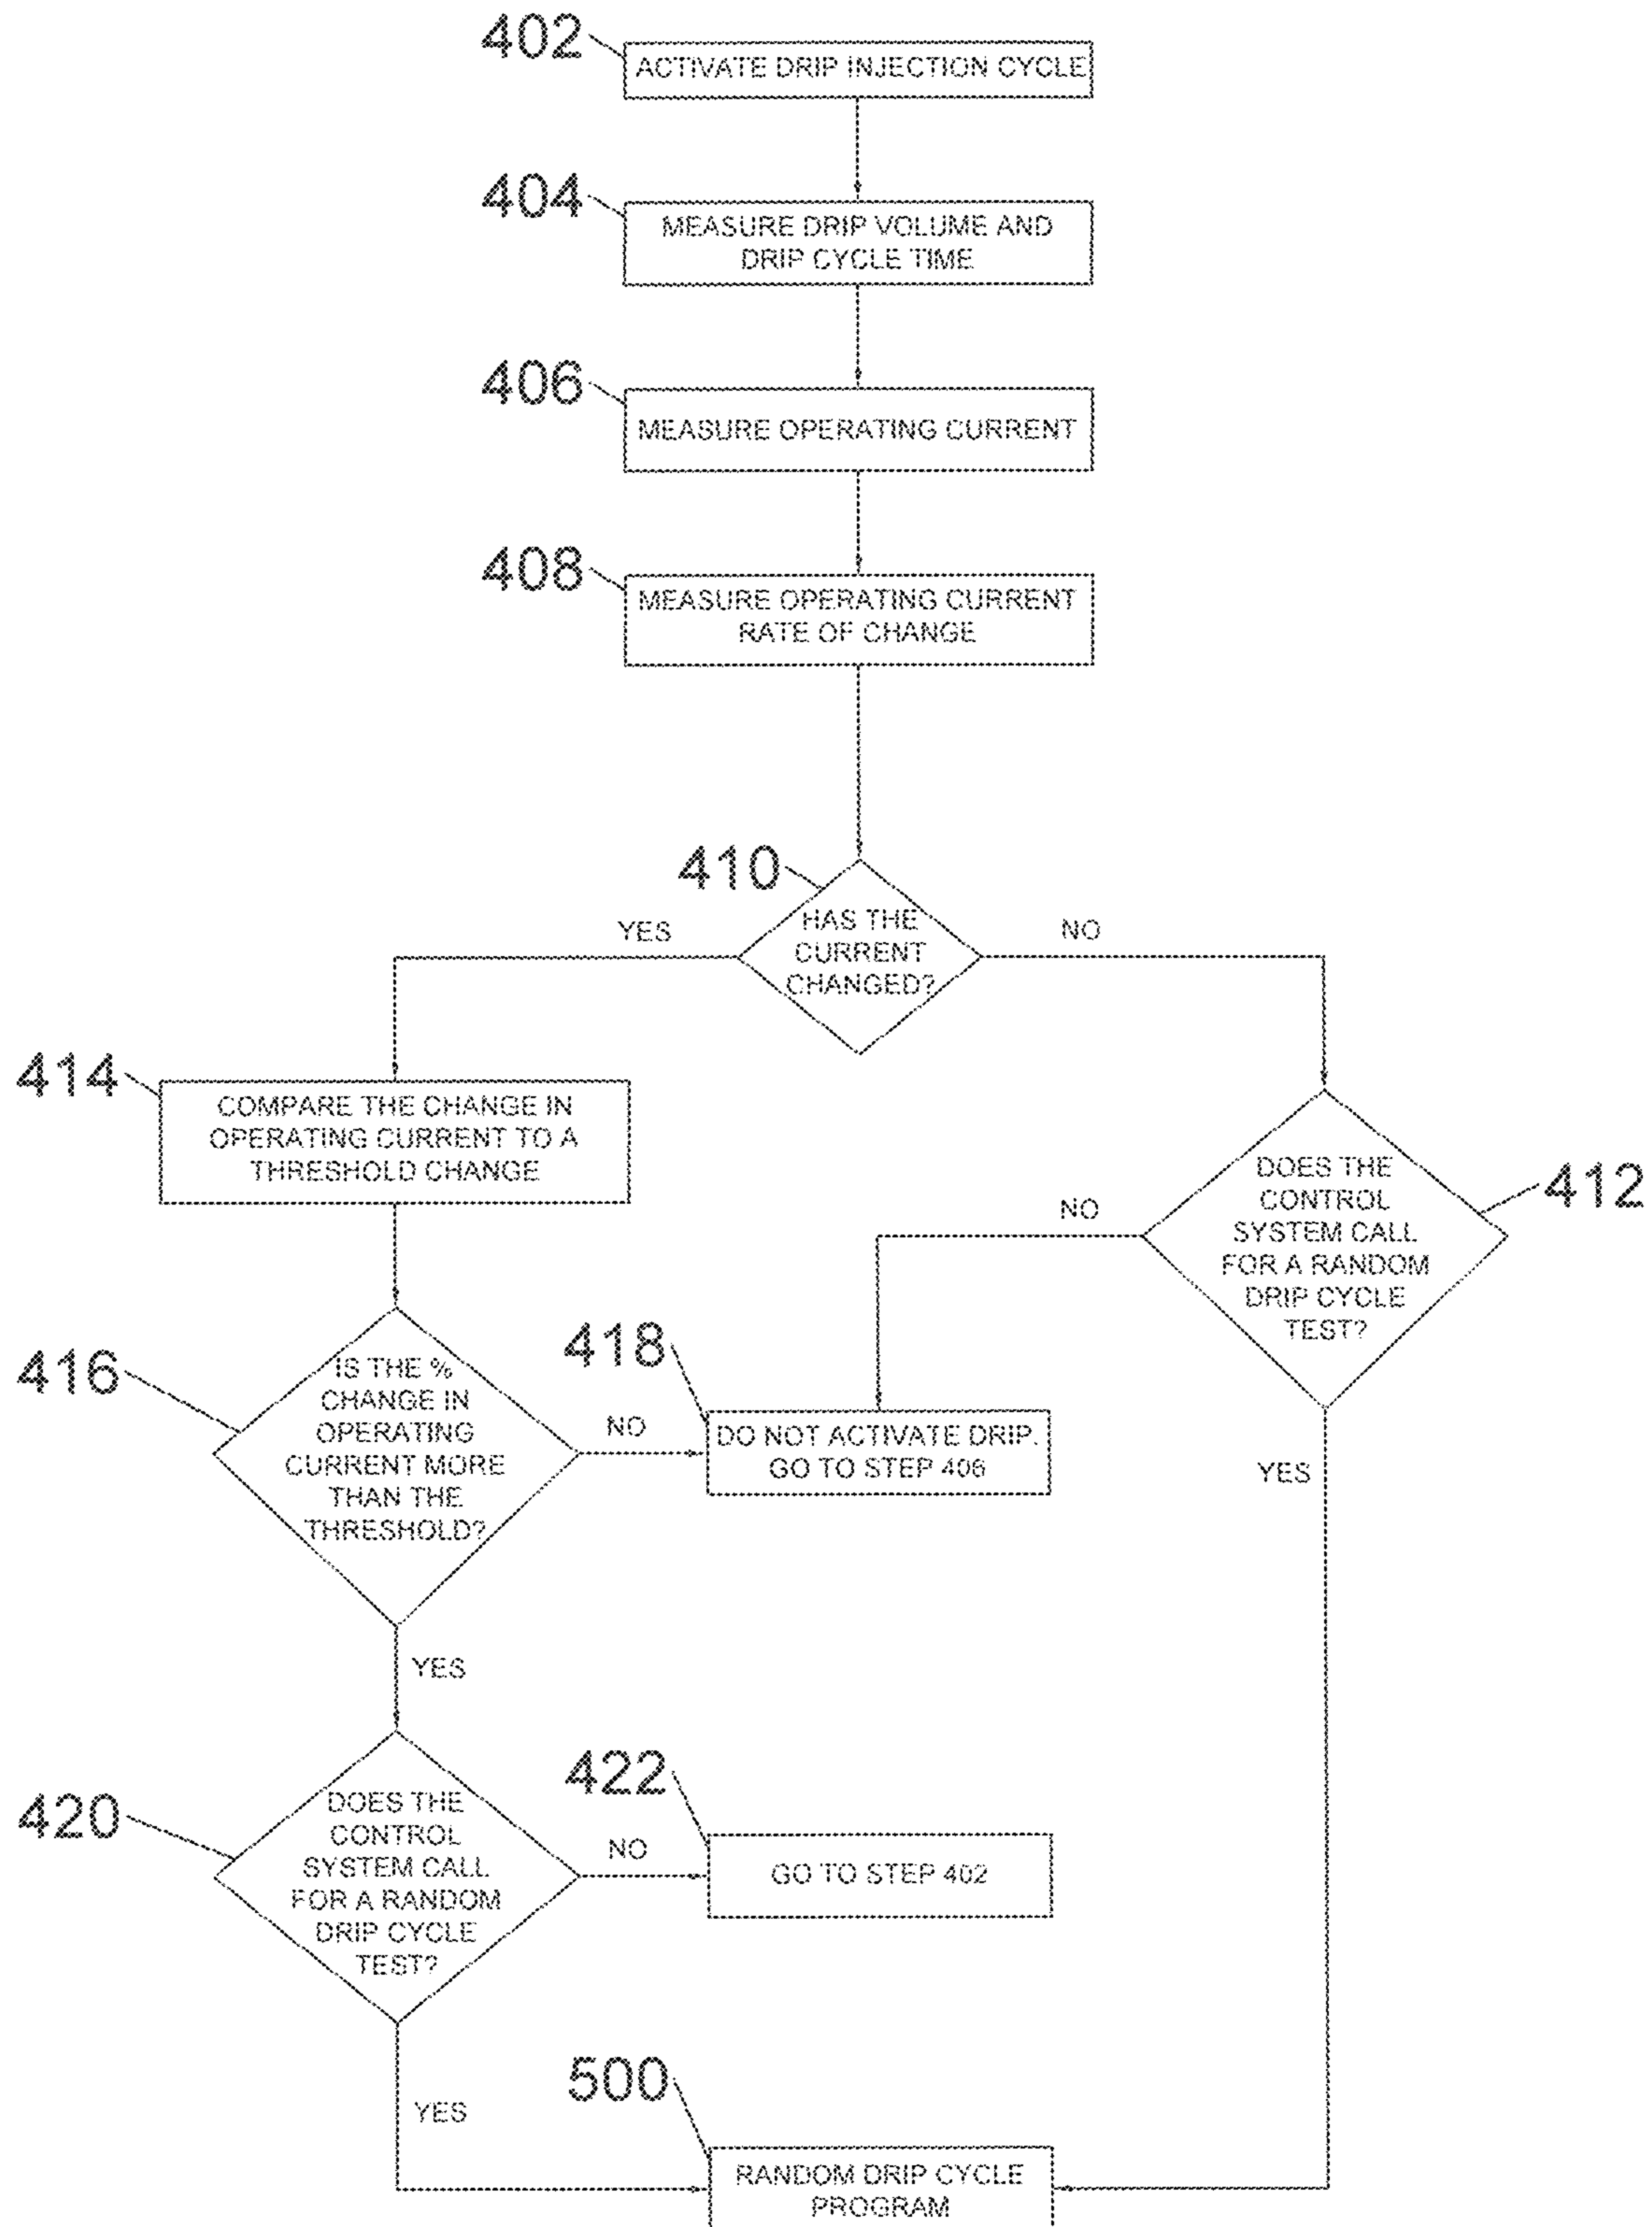 402
ACTIVATE DRIP INJECTION CYCLE
404
MEASURE DRIP VOLUME AND
DRIP CYCLE TIME
406
MEASURE OPERATING CURRENT
408
MEASURE OPERATING CURRENT
RATE OF CHANGE
410
HAS THE
CURRENT
CHANGED?
YES
NO
414
COMPARE THE CHANGE IN
OPERATING CURRENT TO A
THRESHOLD CHANGE
412
DOES THE
CONTROL
SYSTEM CALL
FOR A RANDOM
DRIP CYCLE
TEST?
NO
YES
416
IS THE %
CHANGE IN
OPERATING
CURRENT MORE
THAN THE
THRESHOLD?
NO
418
DO NOT ACTIVATE DRIP.
GO TO STEP 406
YES
420
DOES THE
CONTROL
SYSTEM CALL
FOR A RANDOM
DRIP CYCLE
TEST?
NO
422
GO TO STEP 402
YES
500
RANDOM DRIP CYCLE
PROGRAM